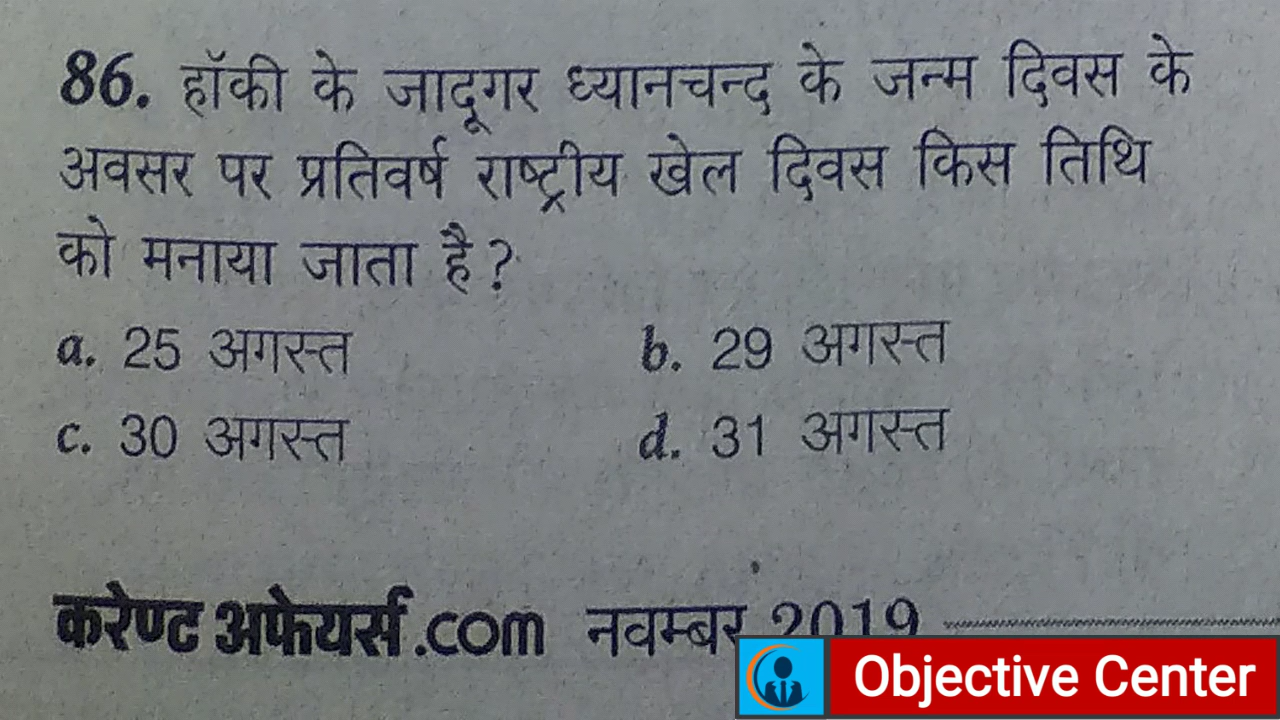 86. हॉकी के जादूगर ध्यानचन्द के जन्म दिवस के
अवसर पर प्रतिवर्ष राष्ट्रीय खेल दिवस किस तिथि
को मनाया जाता है?
a. 25 अगस्त b. 29 अगस्त
c. 30 अगस्त d. 31 अगस्त
करेण्ट अफेयर्स.com नवम्बर 2019
Objective Center